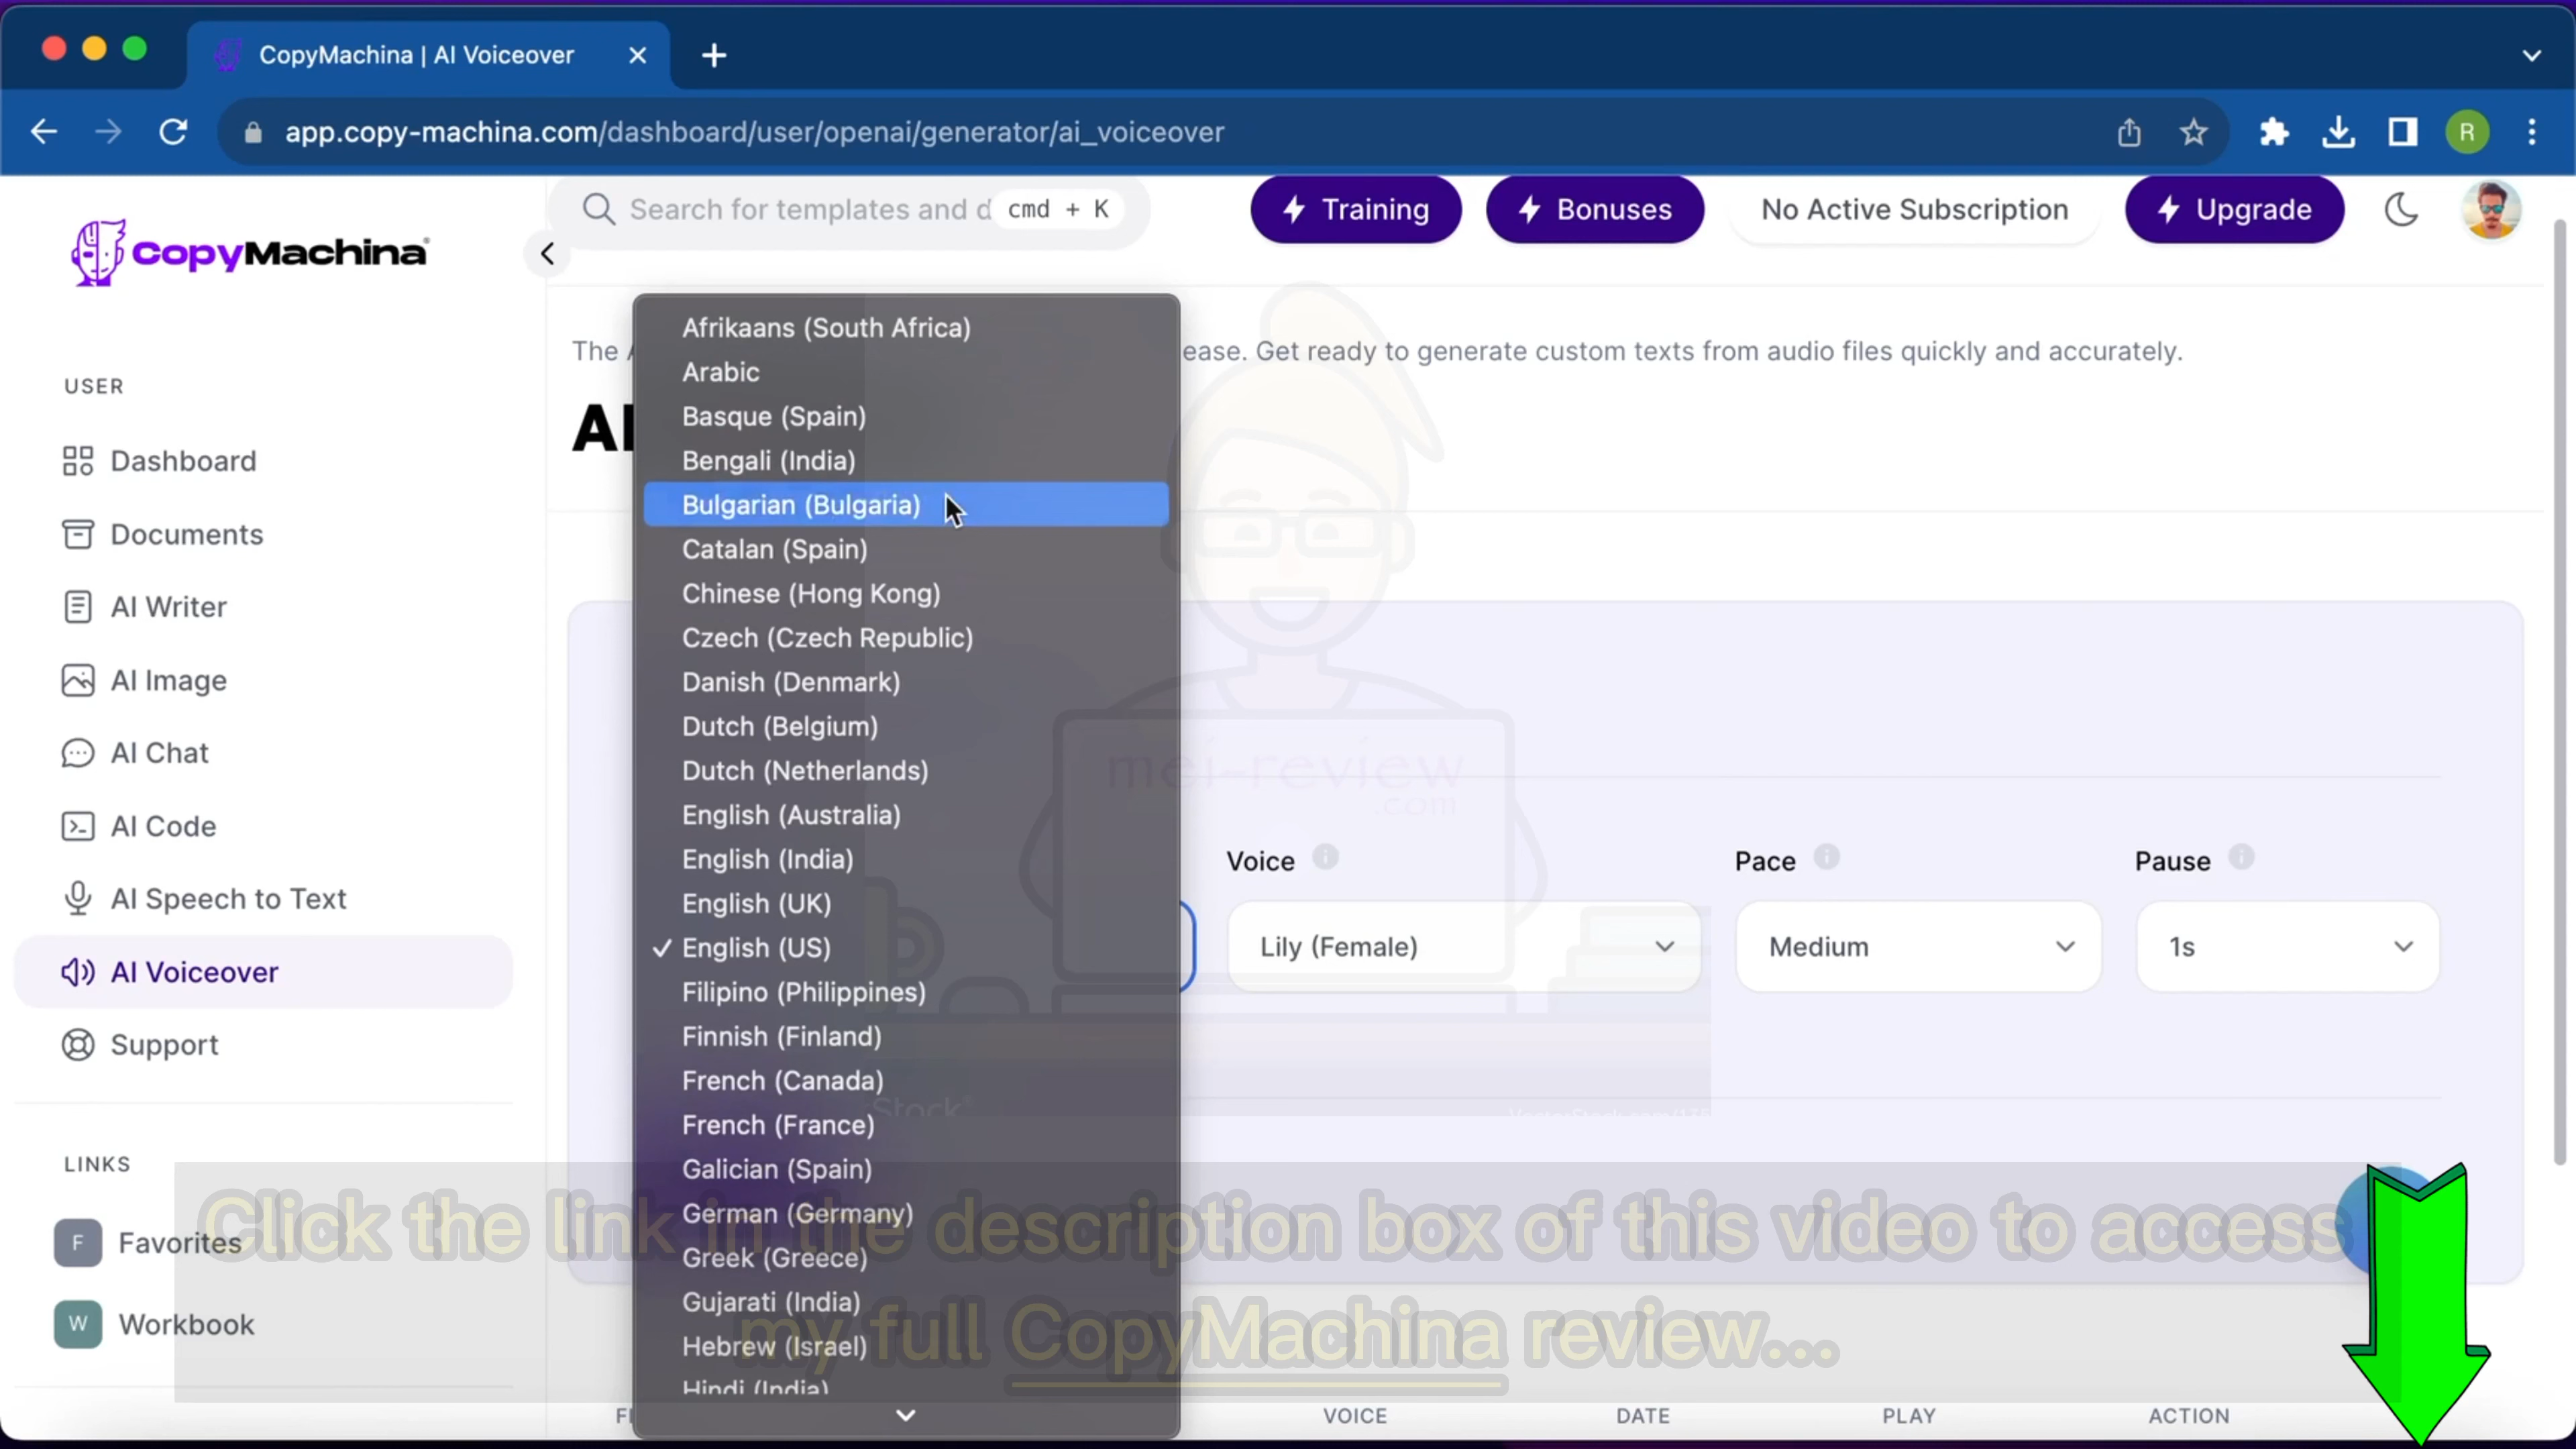 CopyMachina | AI Voiceover
app.copy-machina.com/dashboard/user/openai/generator/ai_voiceover
R
CopyMachina
Search for templates and d
cmd + K
Training
Bonuses
No Active Subscription
Upgrade
USER
Dashboard
Documents
AI Writer
AI Image
AI Chat
AI Code
AI Speech to Text
AI Voiceover
Support
LINKS
F Favorites
W Workbook
The A
ease. Get ready to generate custom texts from audio files quickly and accurately.
AI
Afrikaans (South Africa)
Arabic
Basque (Spain)
Bengali (India)
Bulgarian (Bulgaria)
Catalan (Spain)
Chinese (Hong Kong)
Czech (Czech Republic)
Danish (Denmark)
Dutch (Belgium)
Dutch (Netherlands)
English (Australia)
English (India)
English (UK)
✓ English (US)
Filipino (Philippines)
Finnish (Finland)
French (Canada)
French (France)
Galician (Spain)
German (Germany)
Greek (Greece)
Gujarati (India)
Hebrew (Israel)
Hindi (India)
mei-review
.com
Voice
Lily (Female)
Pace
Medium
Pause
1s
Stock
Click the link in the description box of this video to access
my full CopyMachina review...
VOICE
DATE
PLAY
ACTION